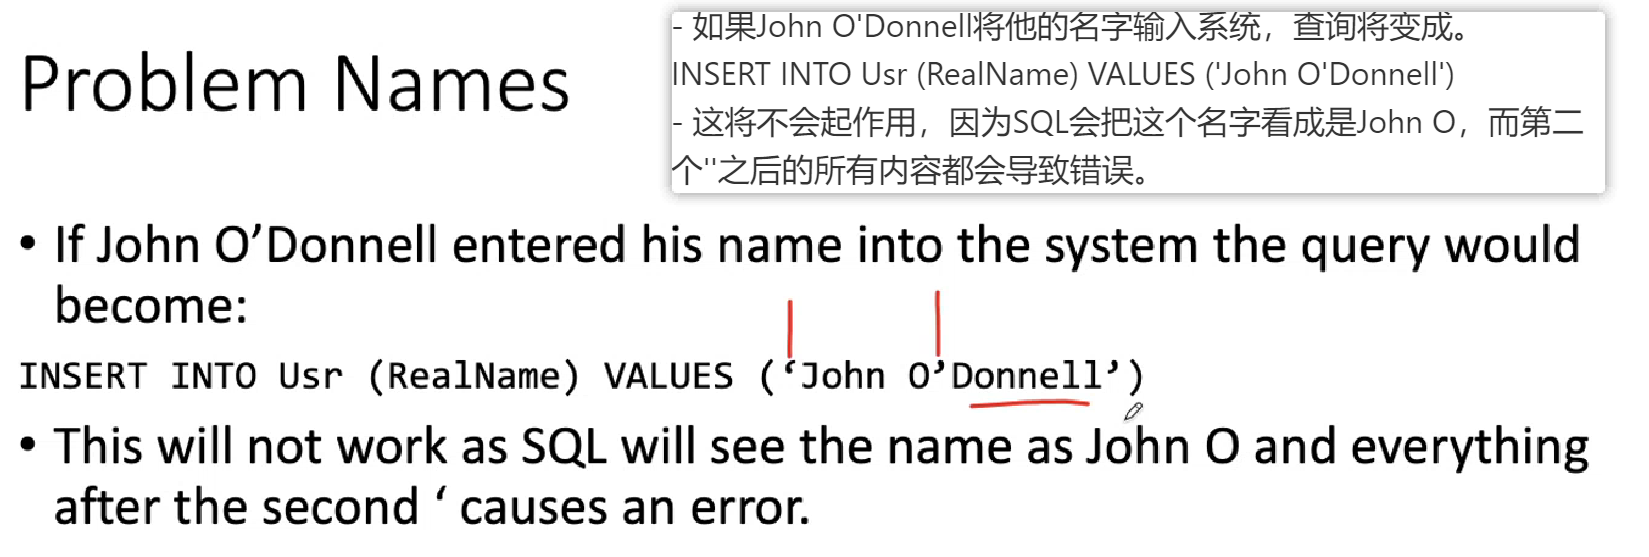 Problem Names
- 如果John O'Donnell将他的名字输入系统，查询将变成。
INSERT INTO Usr (RealName) VALUES ('John O'Donnell')
- 这将不会起作用，因为SQL会把这个名字看成是John O，而第二
个''之后的所有内容都会导致错误。
• If John O’Donnell entered his name into the system the query would
become:
INSERT INTO Usr (RealName) VALUES (‘John O’Donnell’)
• This will not work as SQL will see the name as John O and everything
after the second ‘ causes an error.